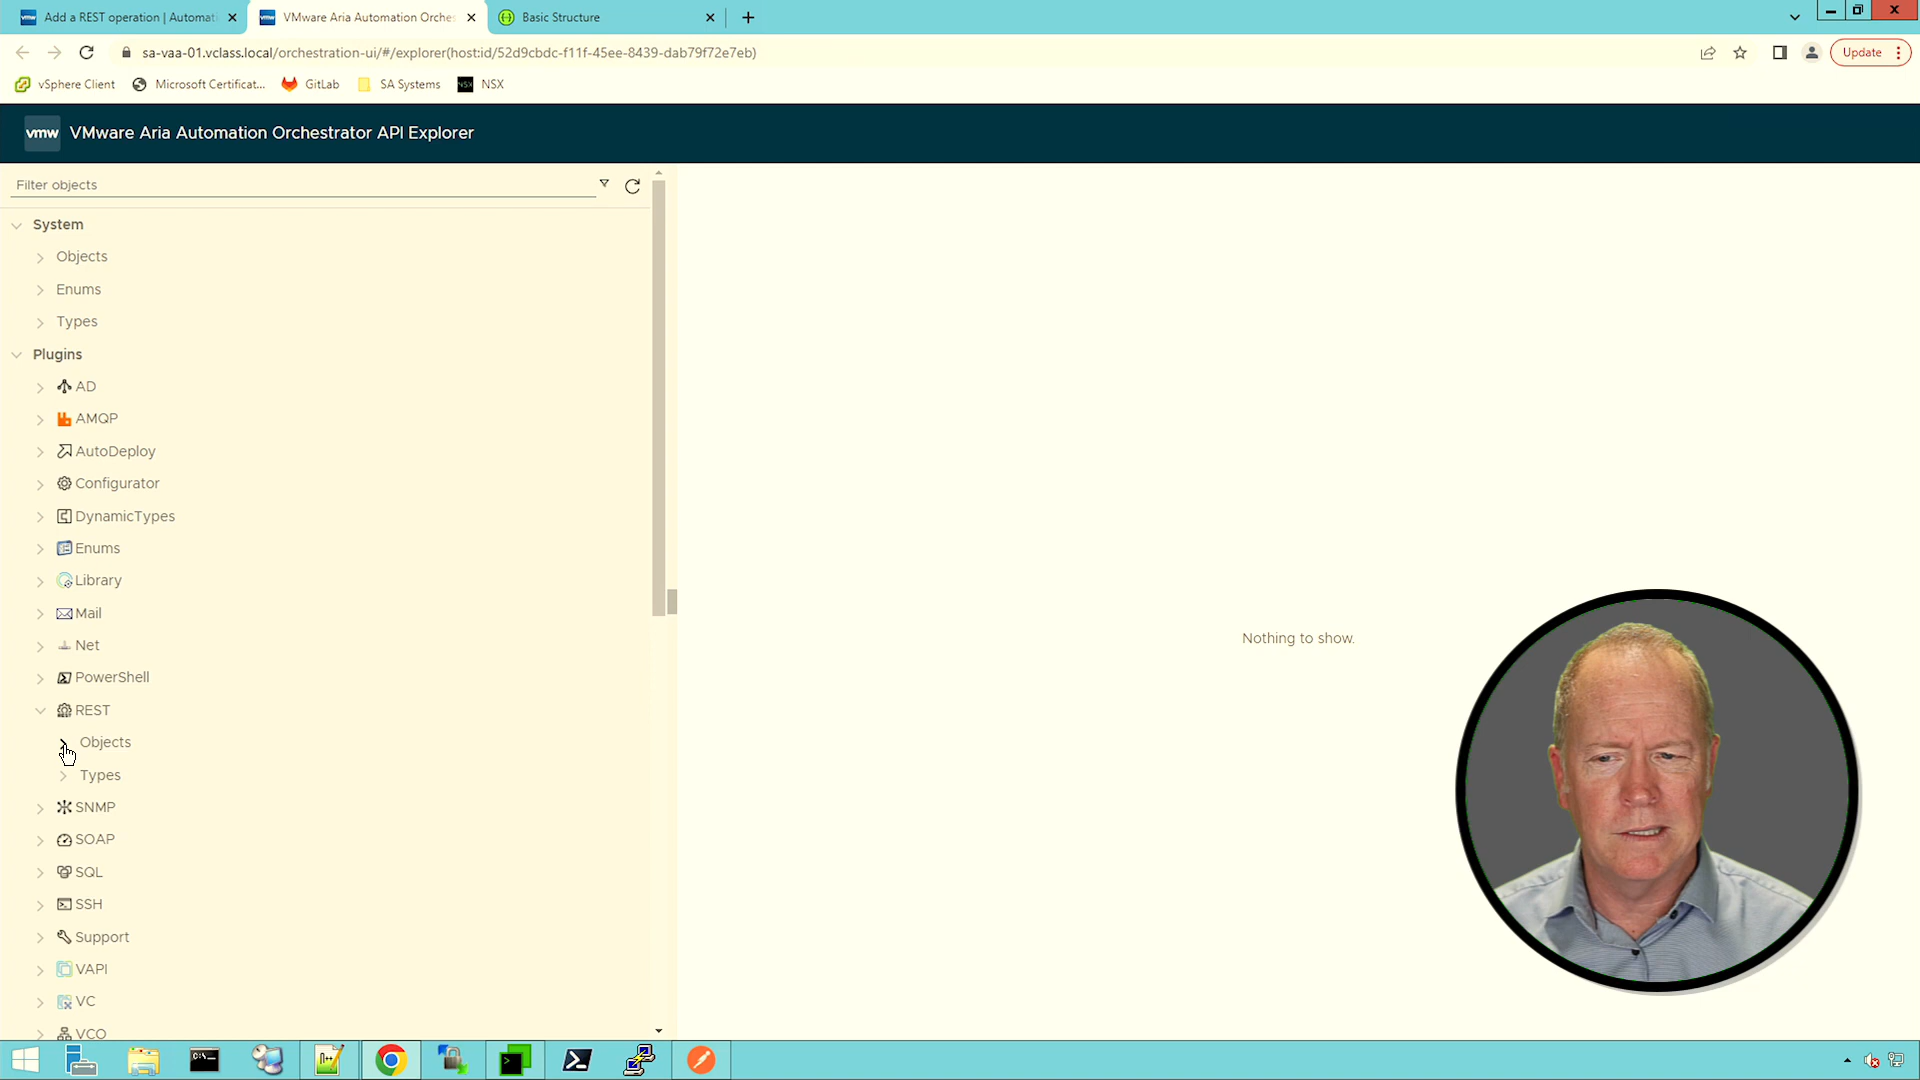 Add a REST operation | Automat
VMware Aria Automation Orches
Basic Structure
sa-vaa-01.vclass.local/orchestration-ui/#/explorer(host:id/52d9cbdc-f11f-45ee-8439-dab79f72e7eb)
Update
vSphere Client
Microsoft Certificat...
GitLab
SA Systems
NSX
vmw VMware Aria Automation Orchestrator API Explorer
Filter objects
System
Objects
Enums
Types
Plugins
AD
AMQP
AutoDeploy
Configurator
DynamicTypes
Enums
Library
Mail
Net
PowerShell
REST
Objects
Types
SNMP
SOAP
SQL
SSH
Support
VAPI
VC
VCO
Nothing to show.